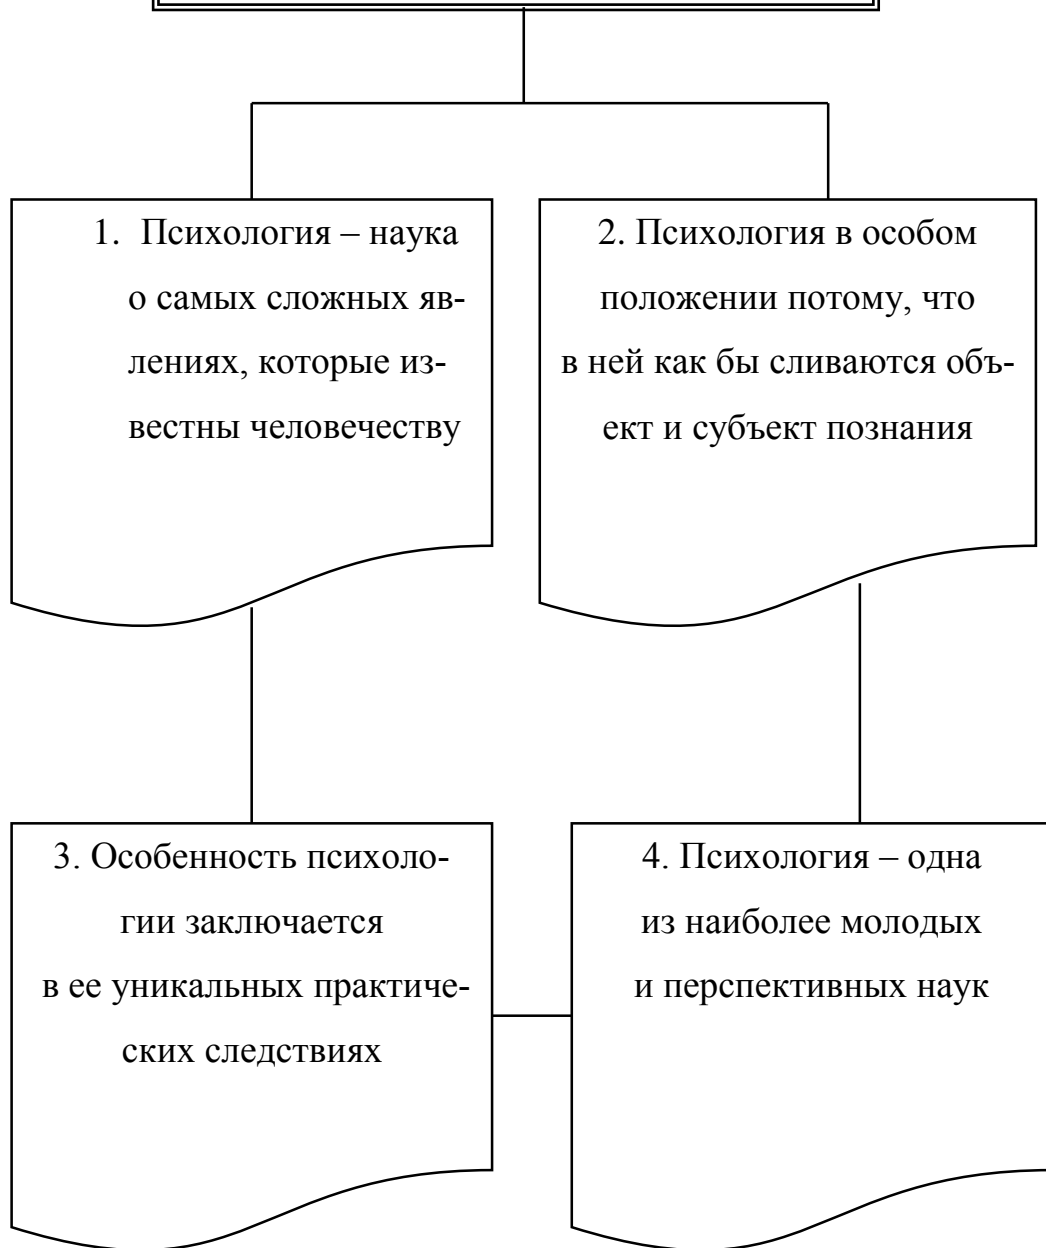 1. Психология – наука
о самых сложных яв-
лениях, которые из-
вестны человечеству
2. Психология в особом
положении потому, что
в ней как бы сливаются объ-
ект и субъект познания
3. Особенность психоло-
гии заключается
в ее уникальных практиче-
ских следствиях
4. Психология – одна
из наиболее молодых
и перспективных наук